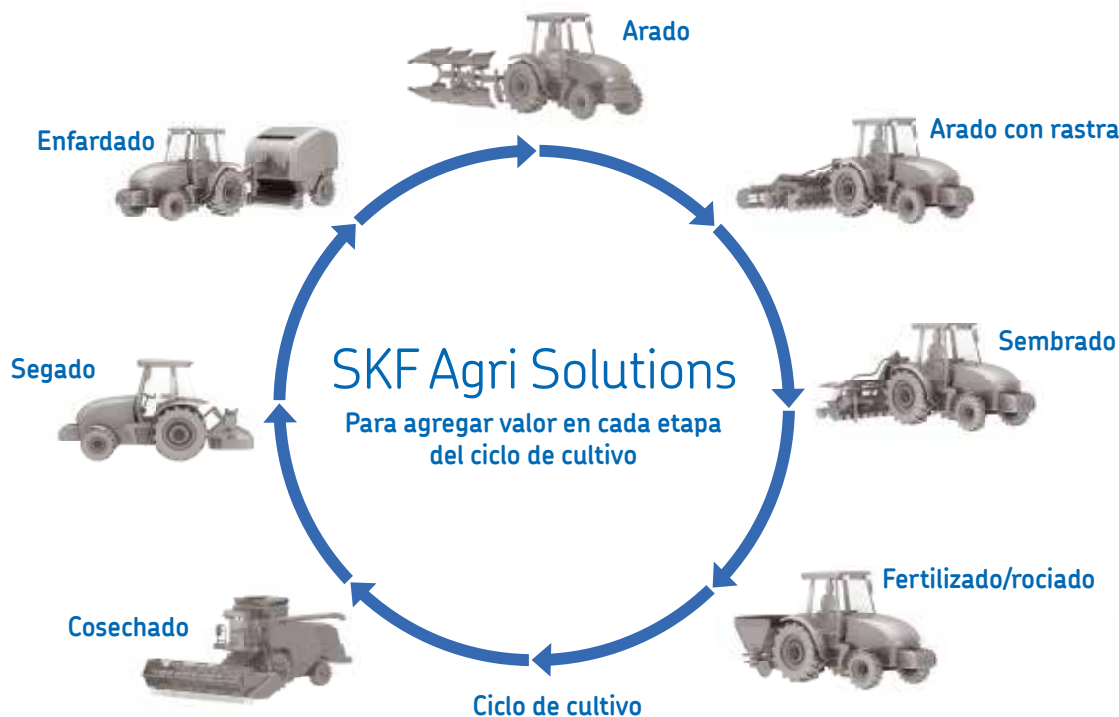 Arado
Enfardado
Arado con rastra
Segado
SKF Agri Solutions
Para agregar valor en cada etapa
del ciclo de cultivo
Sembrado
Fertilizado/rociado
Cosechado
Ciclo de cultivo